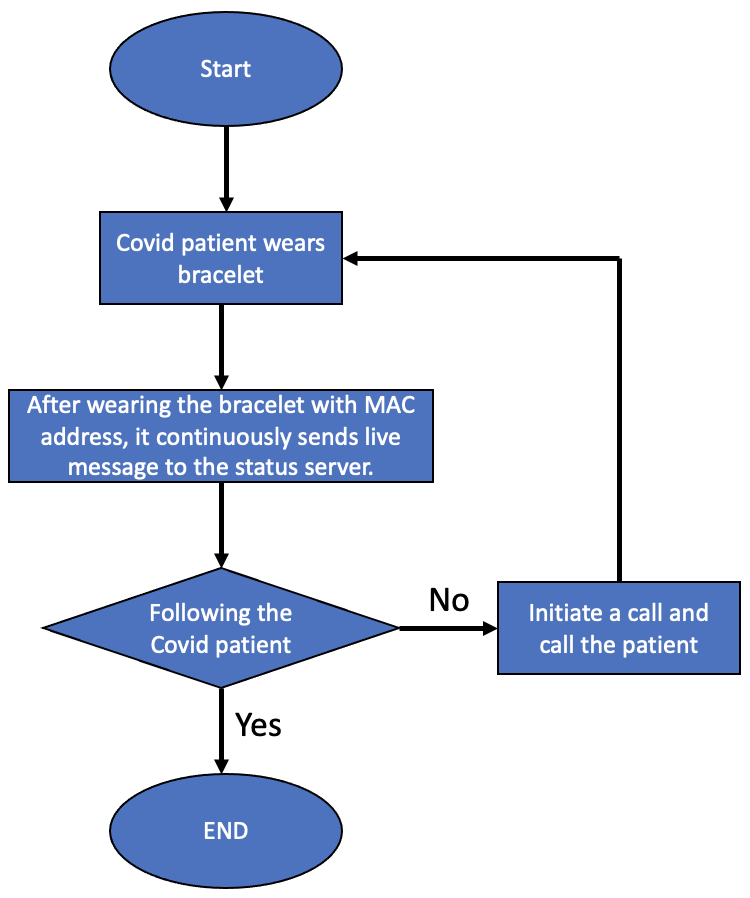 Start
Covid patient wears
bracelet
After wearing the bracelet with MAC
address, it continuously sends live
message to the status server.
Following the
Covid patient
No
Initiate a call and
call the patient
Yes
END